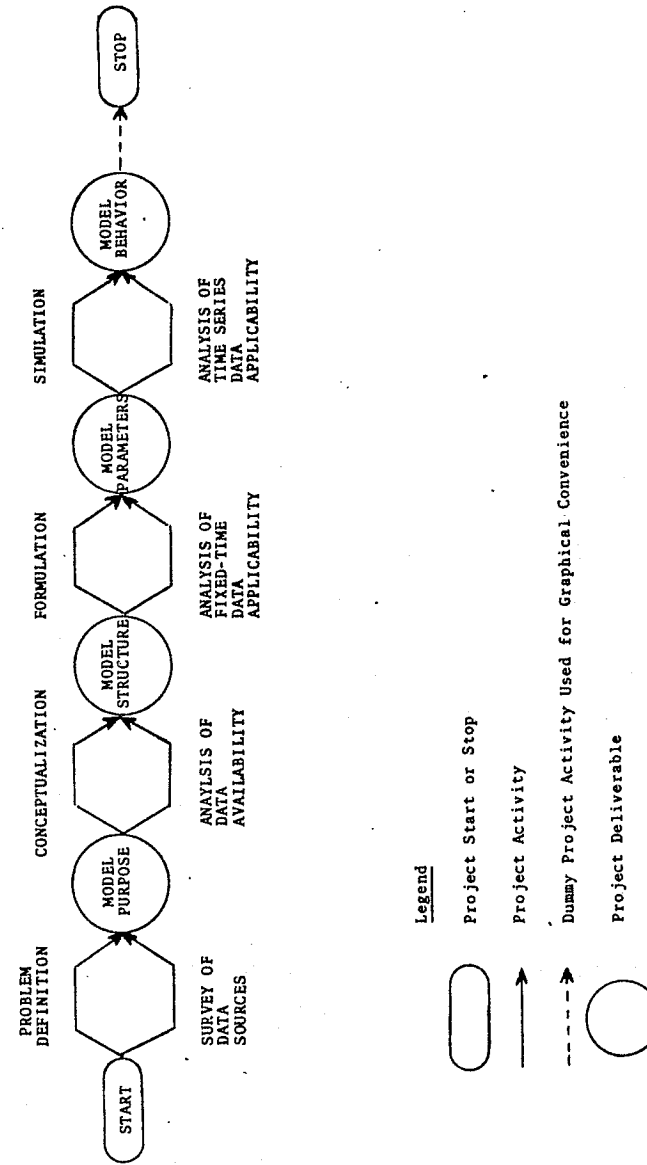 PROBLEM
DEFINITION
CONCEPTUALIZATION
FORMULATION
SIMULATION
START
MODEL
PURPOSE
MODEL
STRUCTURE
MODEL
PARAMETERS
MODEL
BEHAVIOR
STOP
SURVEY OF
DATA
SOURCES
ANAYLSIS OF
DATA
AVAILABILITY
ANALYSIS OF
FIXED-TIME
DATA
APPLICABILITY
ANALYSIS OF
TIME SERIES
DATA
APPLICABILITY
Legend
Project Start or Stop
Project Activity
Dummy Project Activity Used for Graphical Convenience
Project Deliverable